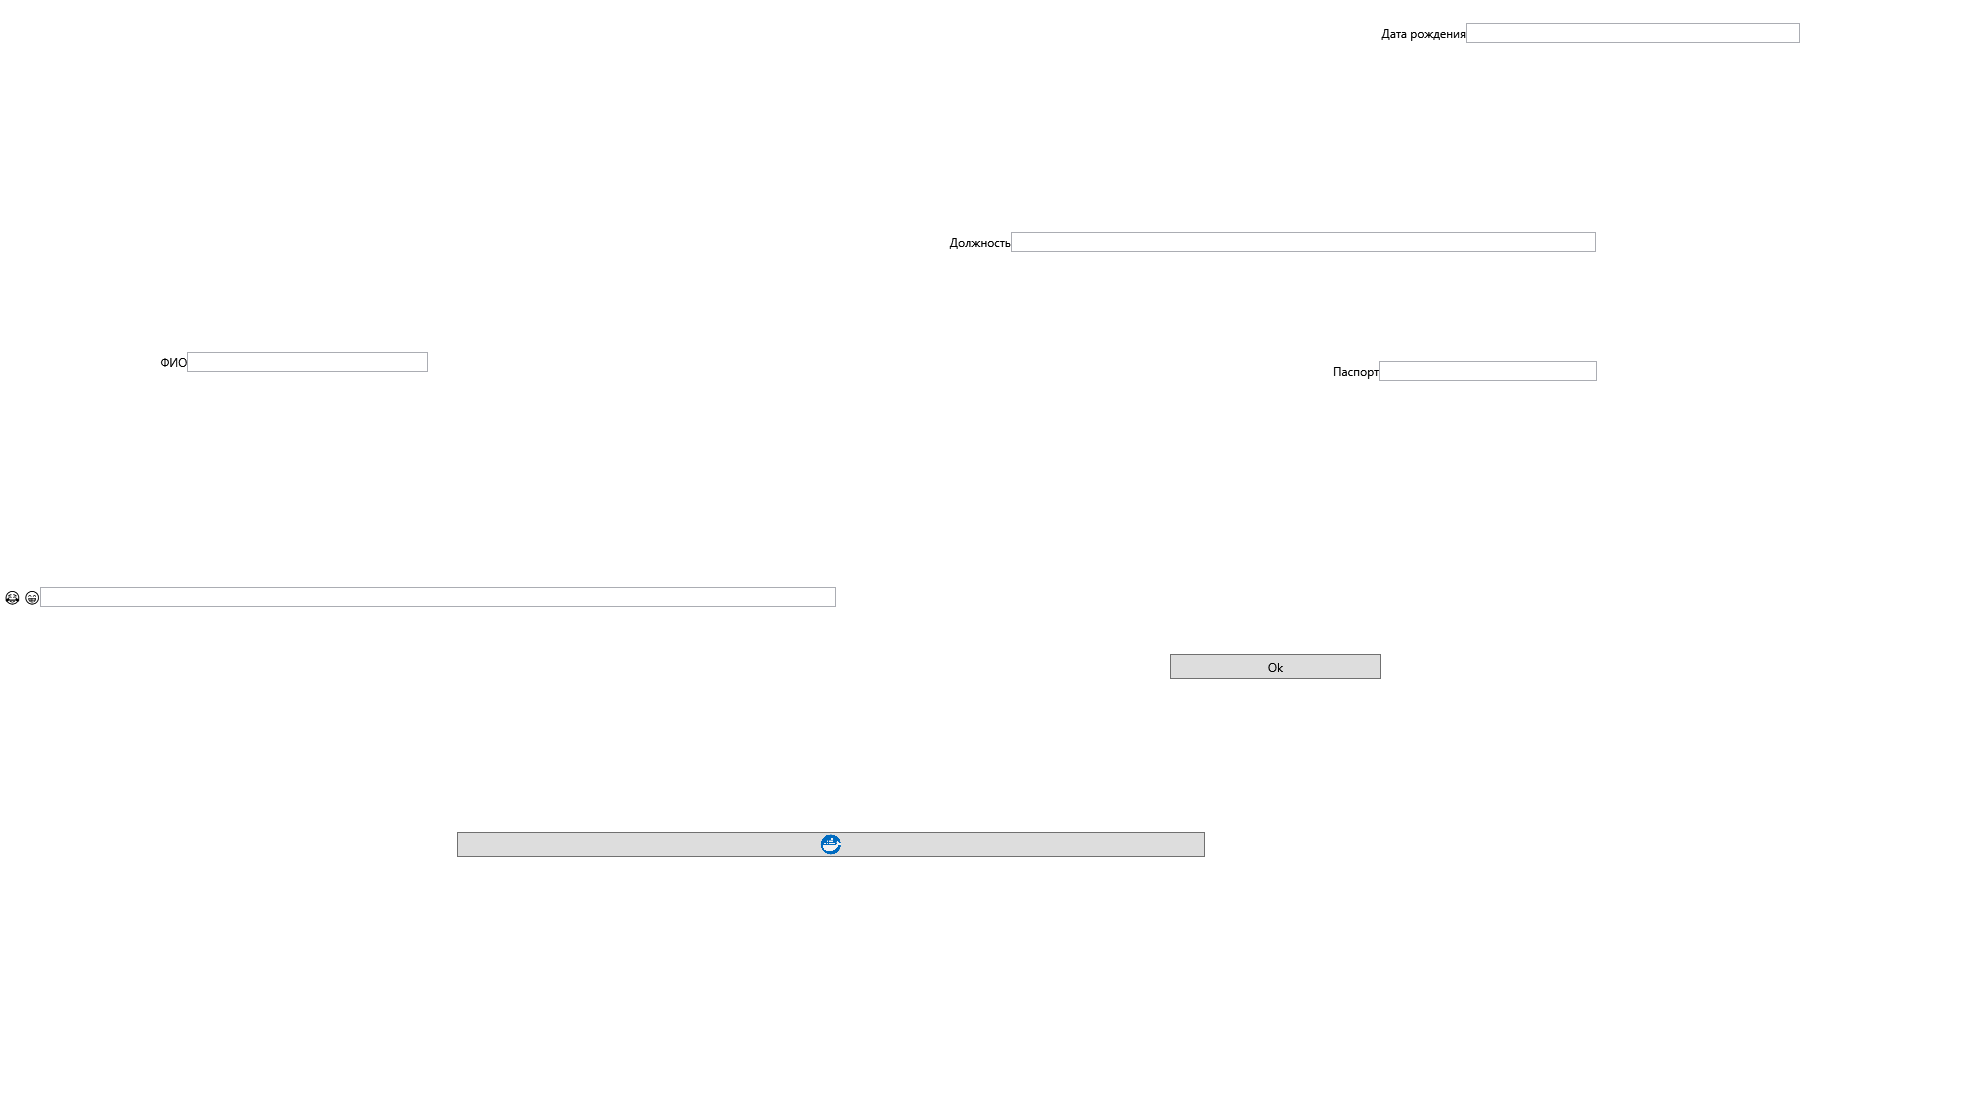 Дата рождения
Должность
ФИО
Паспорт
😂 😁
Ok